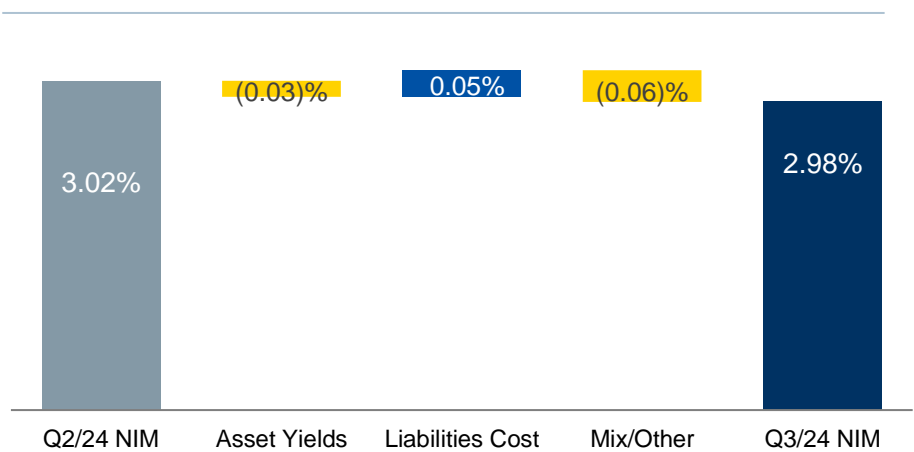 (0.03)%
0.05%
(0.06)%
3.02%
2.98%
Q2/24 NIM
Asset Yields
Liabilities Cost
Mix/Other
Q3/24 NIM